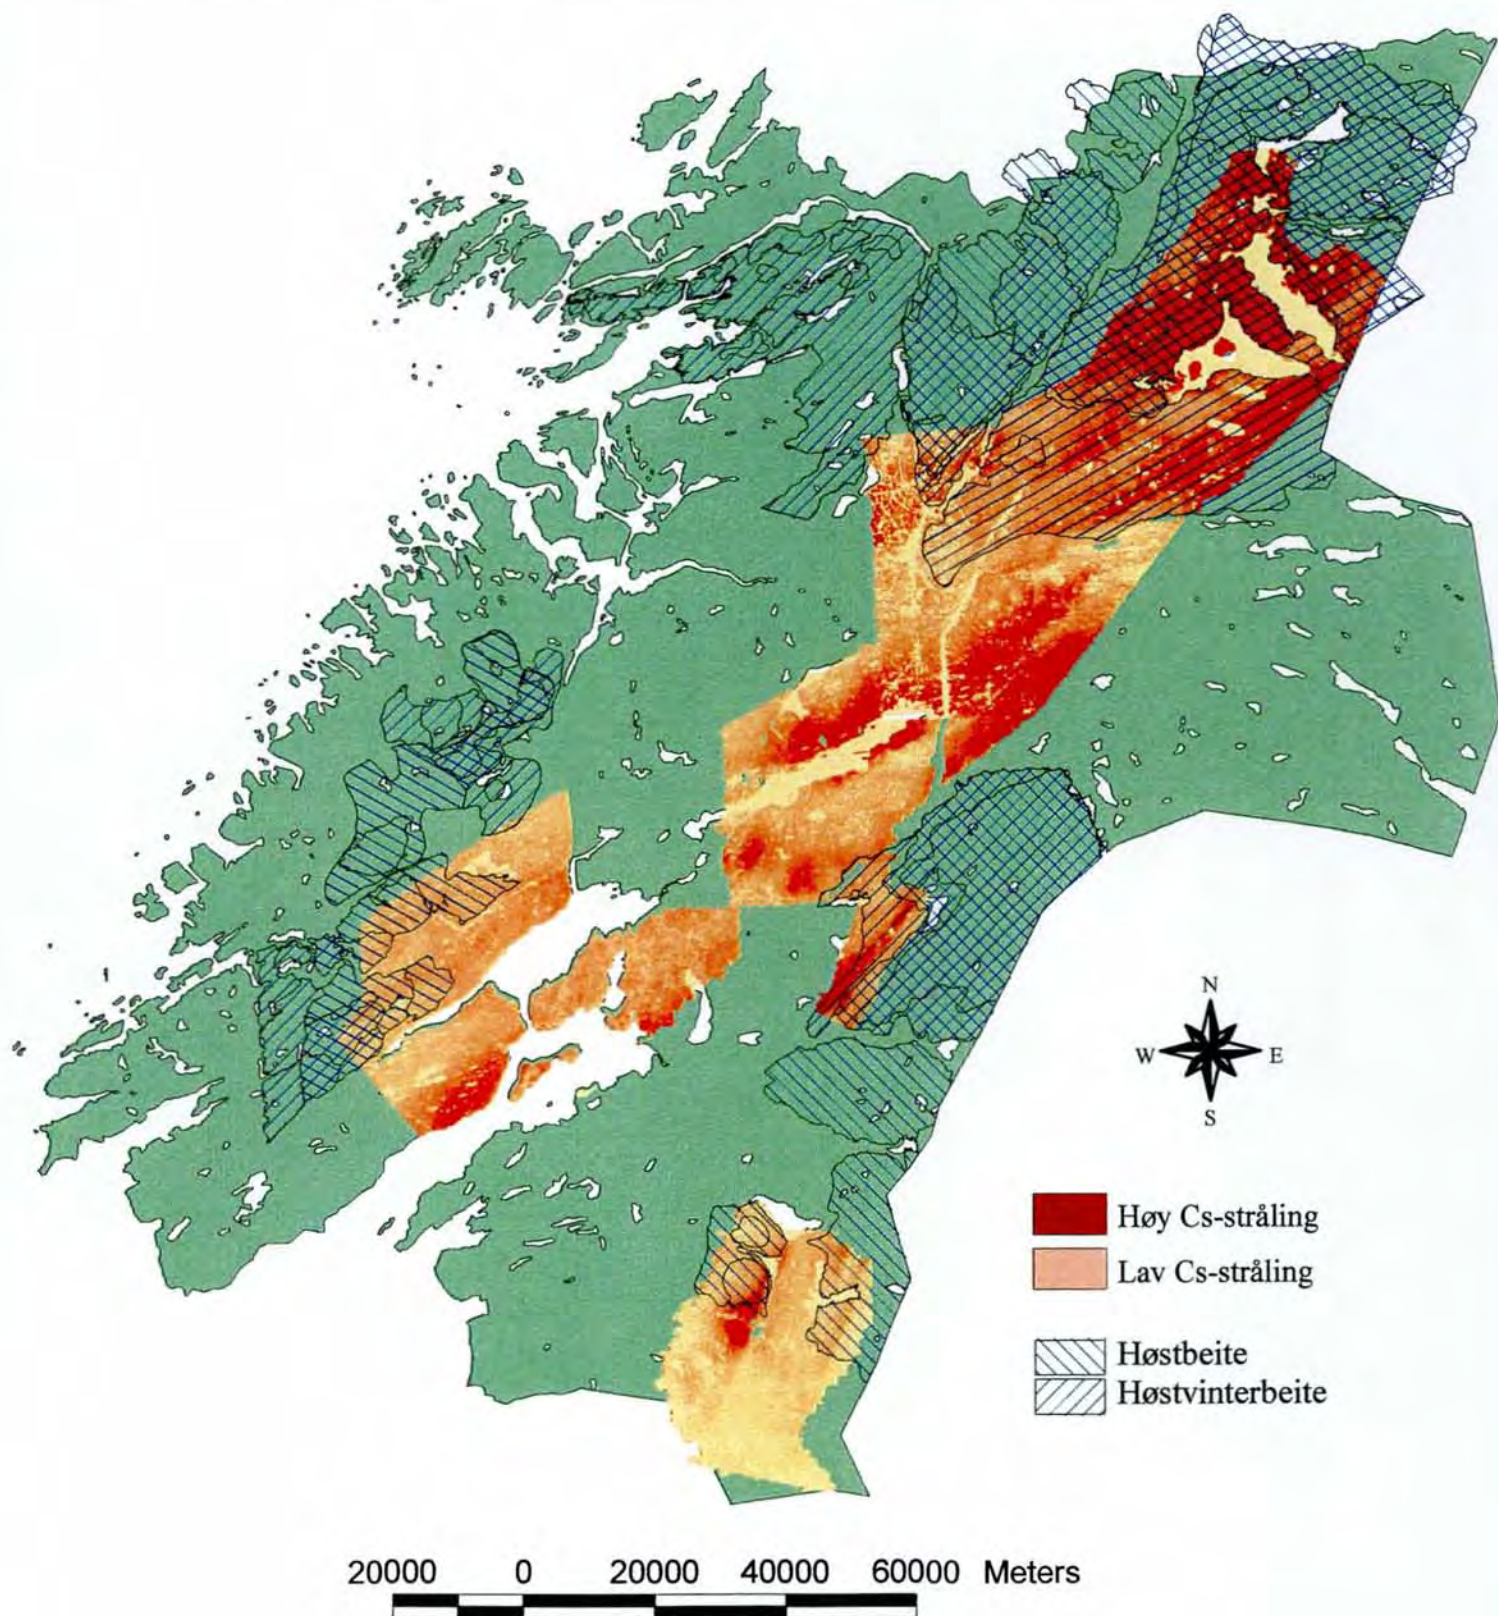 N
W E
S
Høy Cs-stråling
Lav Cs-stråling
Høstbeite
Høstvinterbeite
20000 0 20000 40000 60000 Meters